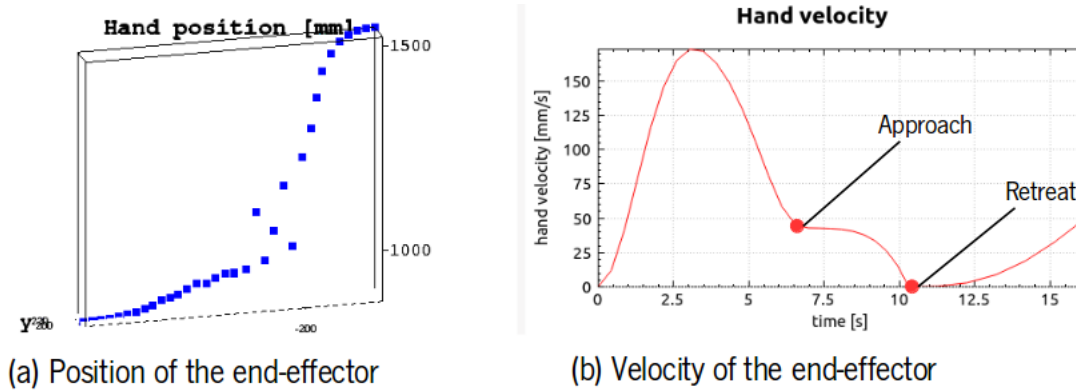 Hand position [mm]
1500
1000
-200
y
(a) Position of the end-effector
Hand velocity
hand velocity [mm/s]
150
125
100
75
50
25
0
0
2.5
5
7.5
10
12.5
15
time [s]
Approach
Retreat
(b) Velocity of the end-effector